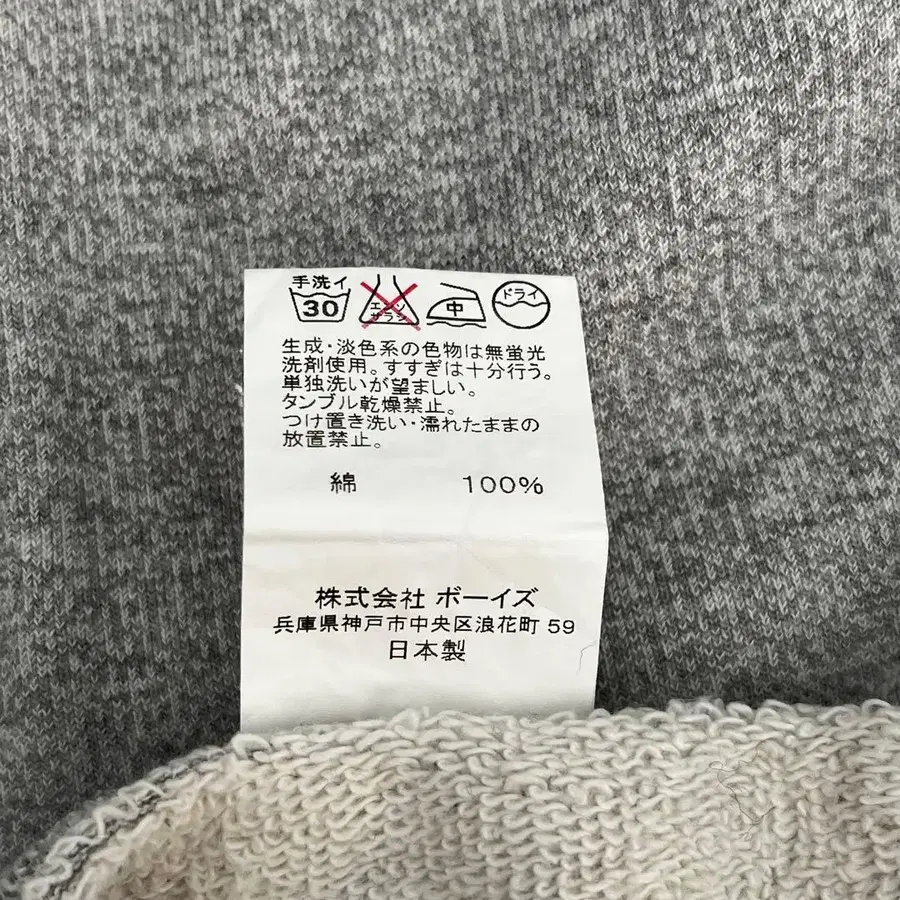 手洗イ
30
エンソ
サラシ
中
ドライ
生成・淡色系の色物は無蛍光
洗剤使用。すすぎは十分行う。
単独洗いが望ましい。
タンブル乾燥禁止。
つけ置き洗い・濡れたままの
放置禁止。
綿 100%
株式会社 ボーイズ
兵庫県神戸市中央区浪花町 59
日本製